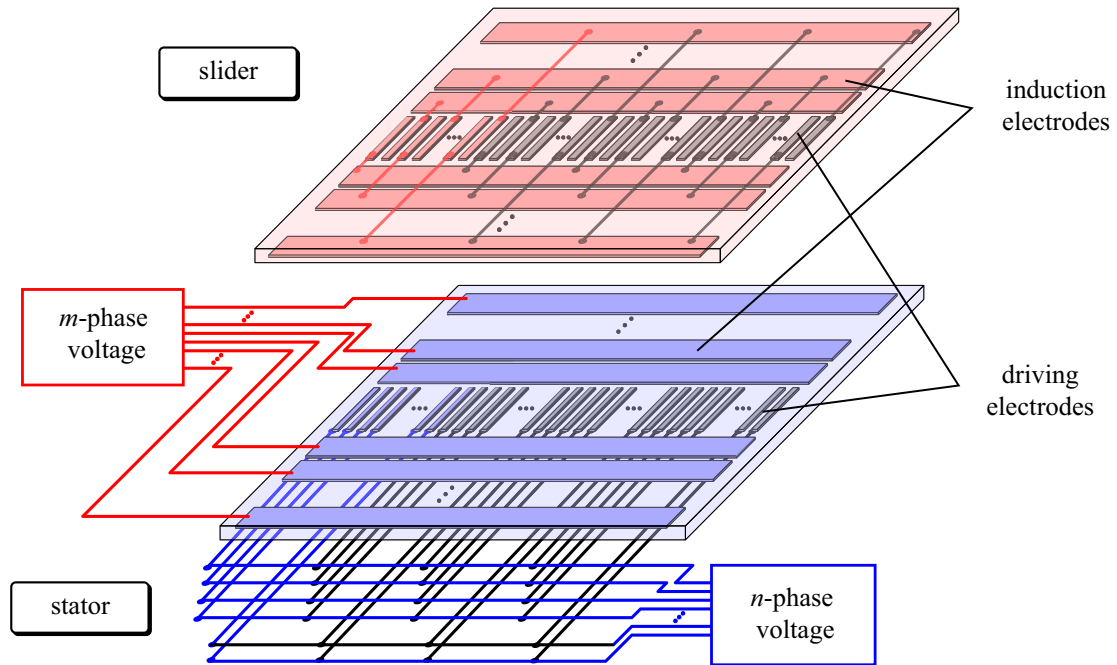 slider
induction
electrodes
m-phase
voltage
driving
electrodes
stator
n-phase
voltage